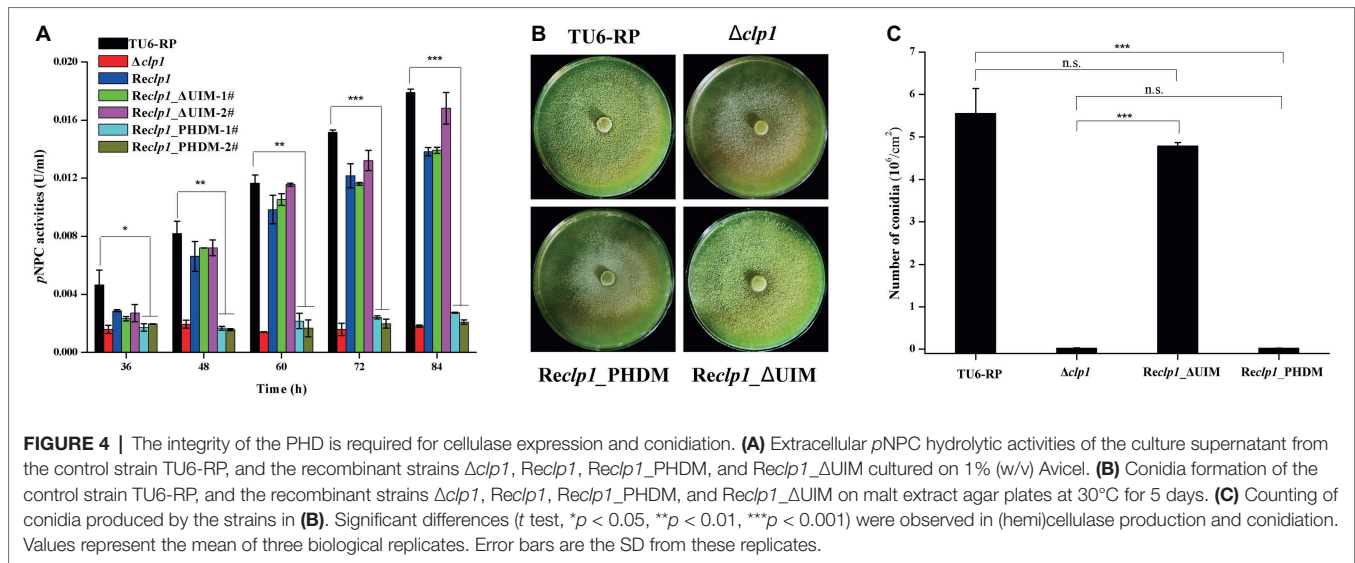 A
TU6-RP
Δclp1
Reclp1
Reclp1_ΔUIM-1#
Reclp1_ΔUIM-2#
Reclp1_PHDM-1#
Reclp1_PHDM-2#
pNPC activities (U/ml)
0.020
0.016
0.012
0.008
0.004
0.000
*
**
**
***
***
36 48 60 72 84
Time (h)
B
TU6-RP Δclp1
Reclp1_PHDM Reclp1_ΔUIM
C
Number of conidia (10⁶/cm²)
7
6
5
4
3
2
1
0
***
n.s.
n.s.
***
TU6-RP Δclp1 Reclp1_ΔUIM Reclp1_PHDM
FIGURE 4 | The integrity of the PHD is required for cellulase expression and conidiation. (A) Extracellular pNPC hydrolytic activities of the culture supernatant from
the control strain TU6-RP, and the recombinant strains Δclp1, Reclp1, Reclp1_PHDM, and Reclp1_ΔUIM cultured on 1% (w/v) Avicel. (B) Conidia formation of the
control strain TU6-RP, and the recombinant strains Δclp1, Reclp1, Reclp1_PHDM, and Reclp1_ΔUIM on malt extract agar plates at 30°C for 5 days. (C) Counting of
conidia produced by the strains in (B). Significant differences (t test, *p < 0.05, **p < 0.01, ***p < 0.001) were observed in (hemi)cellulase production and conidiation.
Values represent the mean of three biological replicates. Error bars are the SD from these replicates.